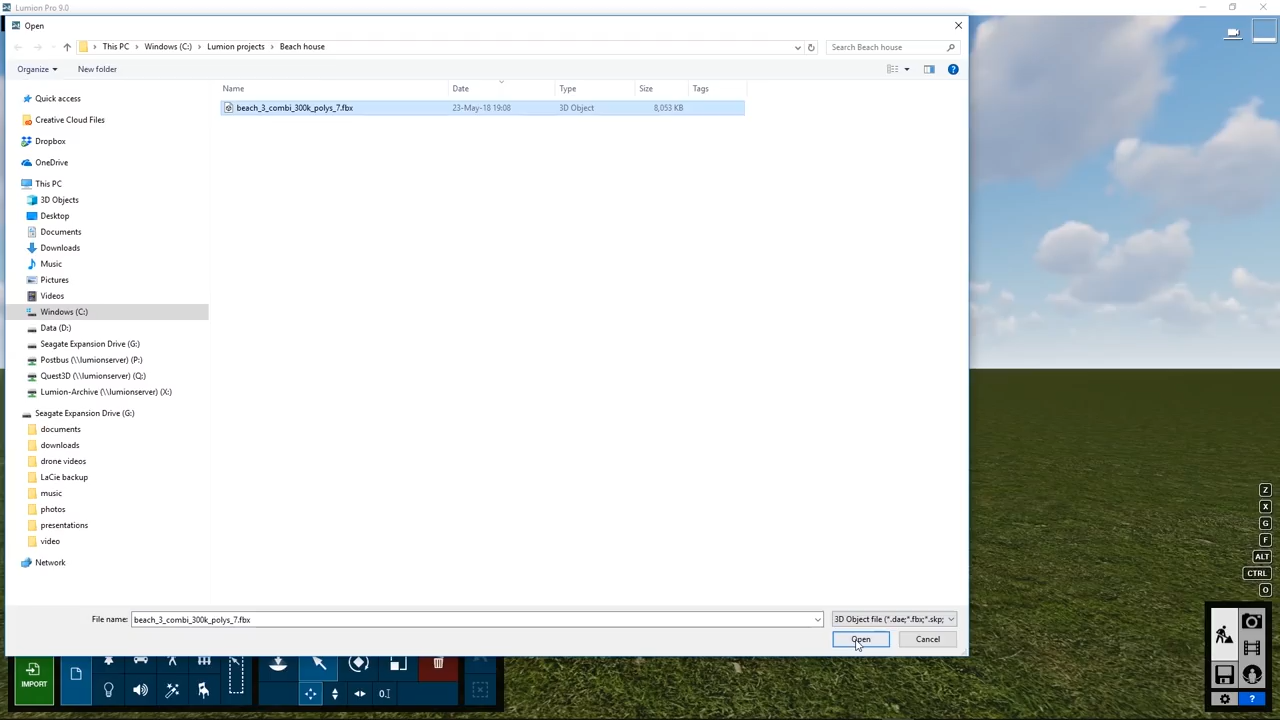 Lumion Pro 9.0
Open
This PC > Windows (C:) > Lumion projects > Beach house
Search Beach house
Organize
New folder
Name
Date
Type
Size
Tags
beach_3_combi_300k_polys_7.fbx
23-May-18 19:08
3D Object
8,053 KB
Quick access
Creative Cloud Files
Dropbox
OneDrive
This PC
3D Objects
Desktop
Documents
Downloads
Music
Pictures
Videos
Windows (C:)
Data (D:)
Seagate Expansion Drive (G:)
Postbus (\\lumionserver) (P:)
Quest3D (\\lumionserver) (Q:)
Lumion-Archive (\\lumionserver) (X:)
Seagate Expansion Drive (G:)
documents
downloads
drone videos
LaCie backup
music
photos
presentations
video
Network
File name:
beach_3_combi_300k_polys_7.fbx
3D Object file (*.dae;*.fbx;*.skp;
Open
Cancel
Z
X
G
F
ALT
CTRL
O
IMPORT